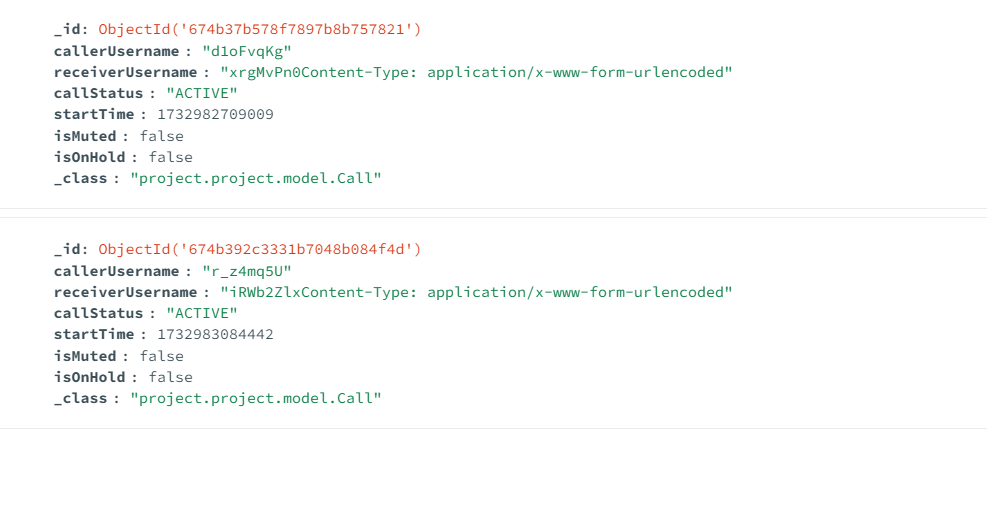 _id: ObjectId('674b37b578f7897b8b757821')
callerUsername : "d1oFvqKg"
receiverUsername : "xrgMvPn0Content-Type: application/x-www-form-urlencoded"
callStatus : "ACTIVE"
startTime : 1732982709009
isMuted : false
isOnHold : false
_class : "project.project.model.Call"
_id: ObjectId('674b392c3331b7048b084f4d')
callerUsername : "r_z4mq5U"
receiverUsername : "iRWb2ZlxContent-Type: application/x-www-form-urlencoded"
callStatus : "ACTIVE"
startTime : 1732983084442
isMuted : false
isOnHold : false
_class : "project.project.model.Call"